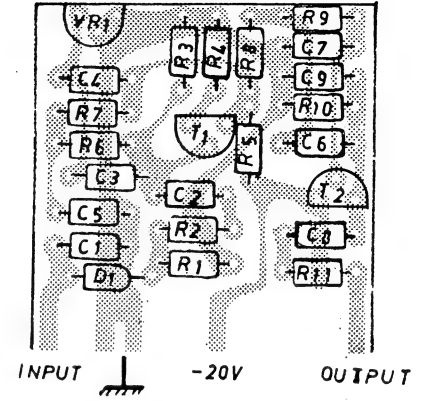 VR1
R3
R4
R8
R9
C7
C9
R10
C6
C4
R7
R6
C3
C5
C1
D1
T1
R5
C2
R2
R1
T2
C8
R11
INPUT
-20V
OUTPUT